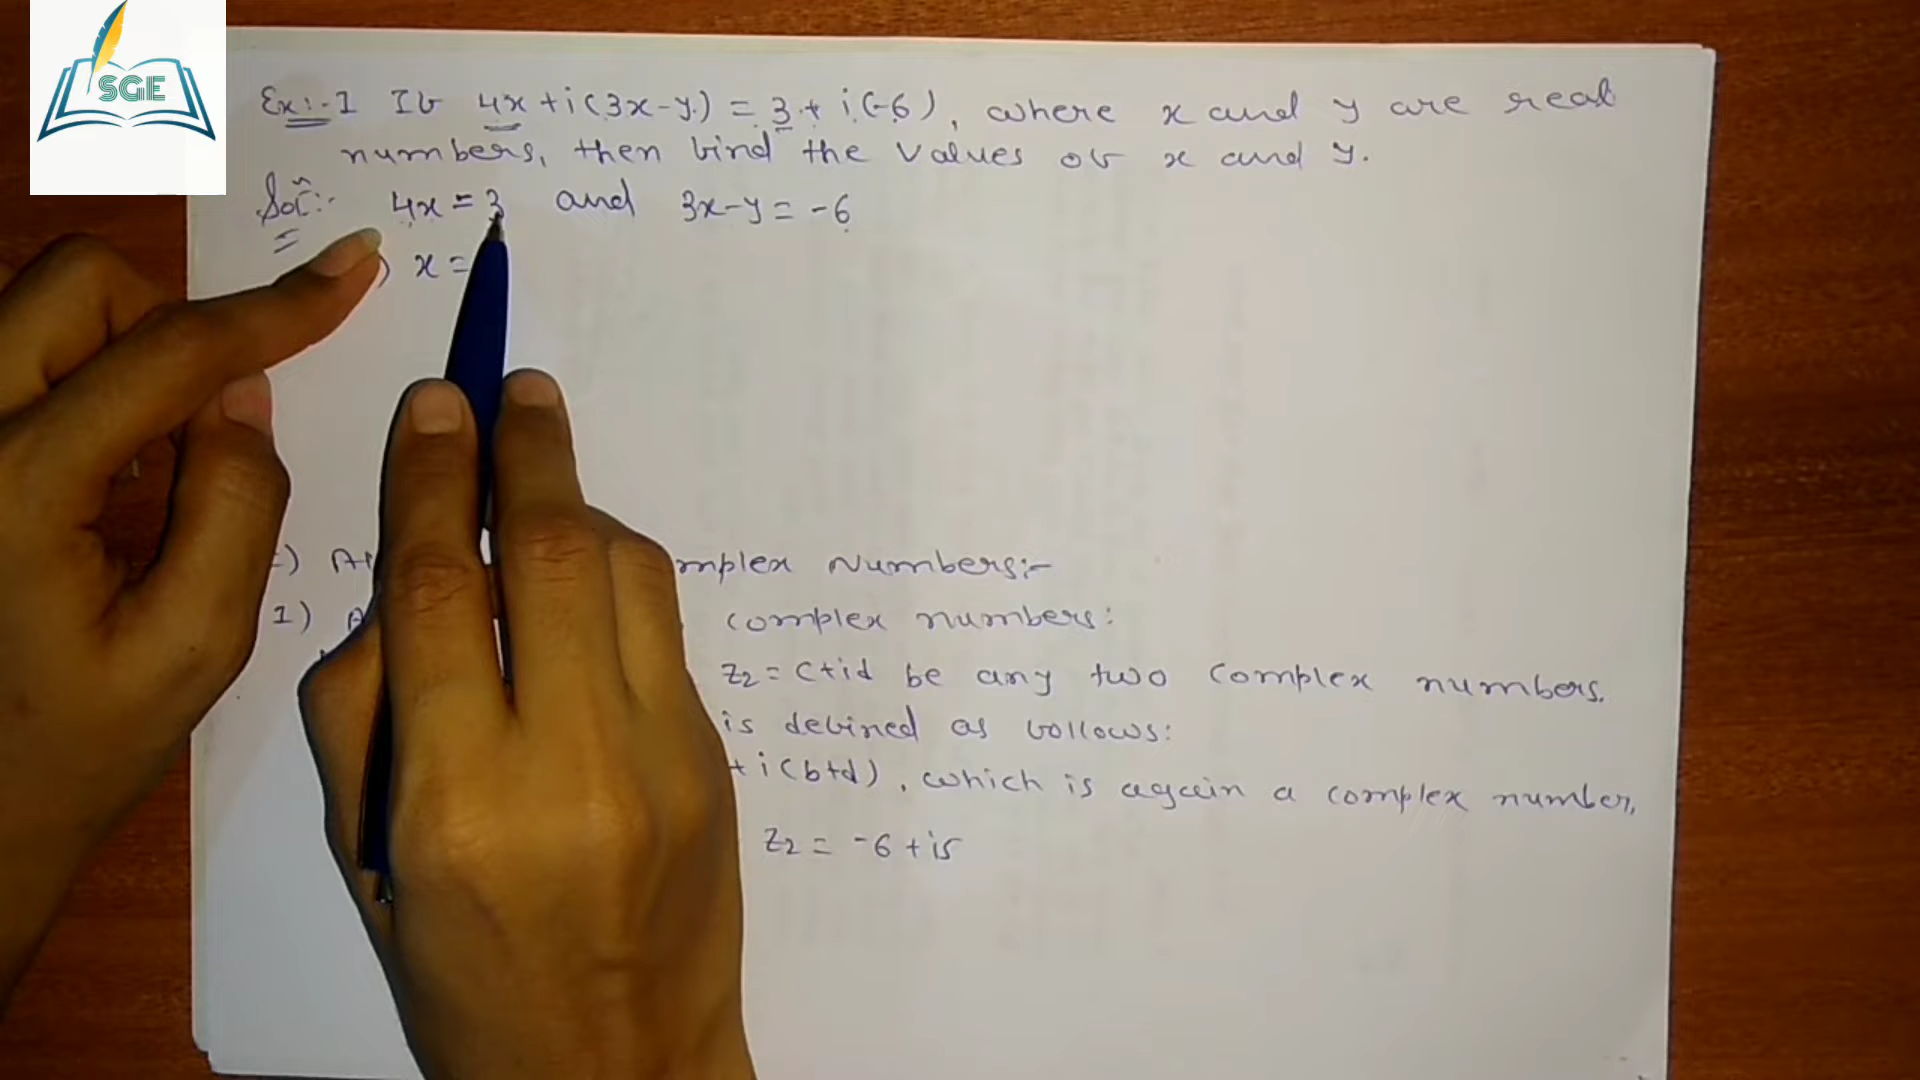 SGE
Ex:-1 If 4x+i(3x-y) = 3+i(-6), where x and y are real
numbers, then find the values of x and y.
Solⁿ:- 4x=3 and 3x-y=-6
x=
mplex Numbers:-
1) complex numbers:
z₂=c+id be any two complex numbers.
is defined as follows:
+i(b+d), which is again a complex number.
z₂ = -6+i5